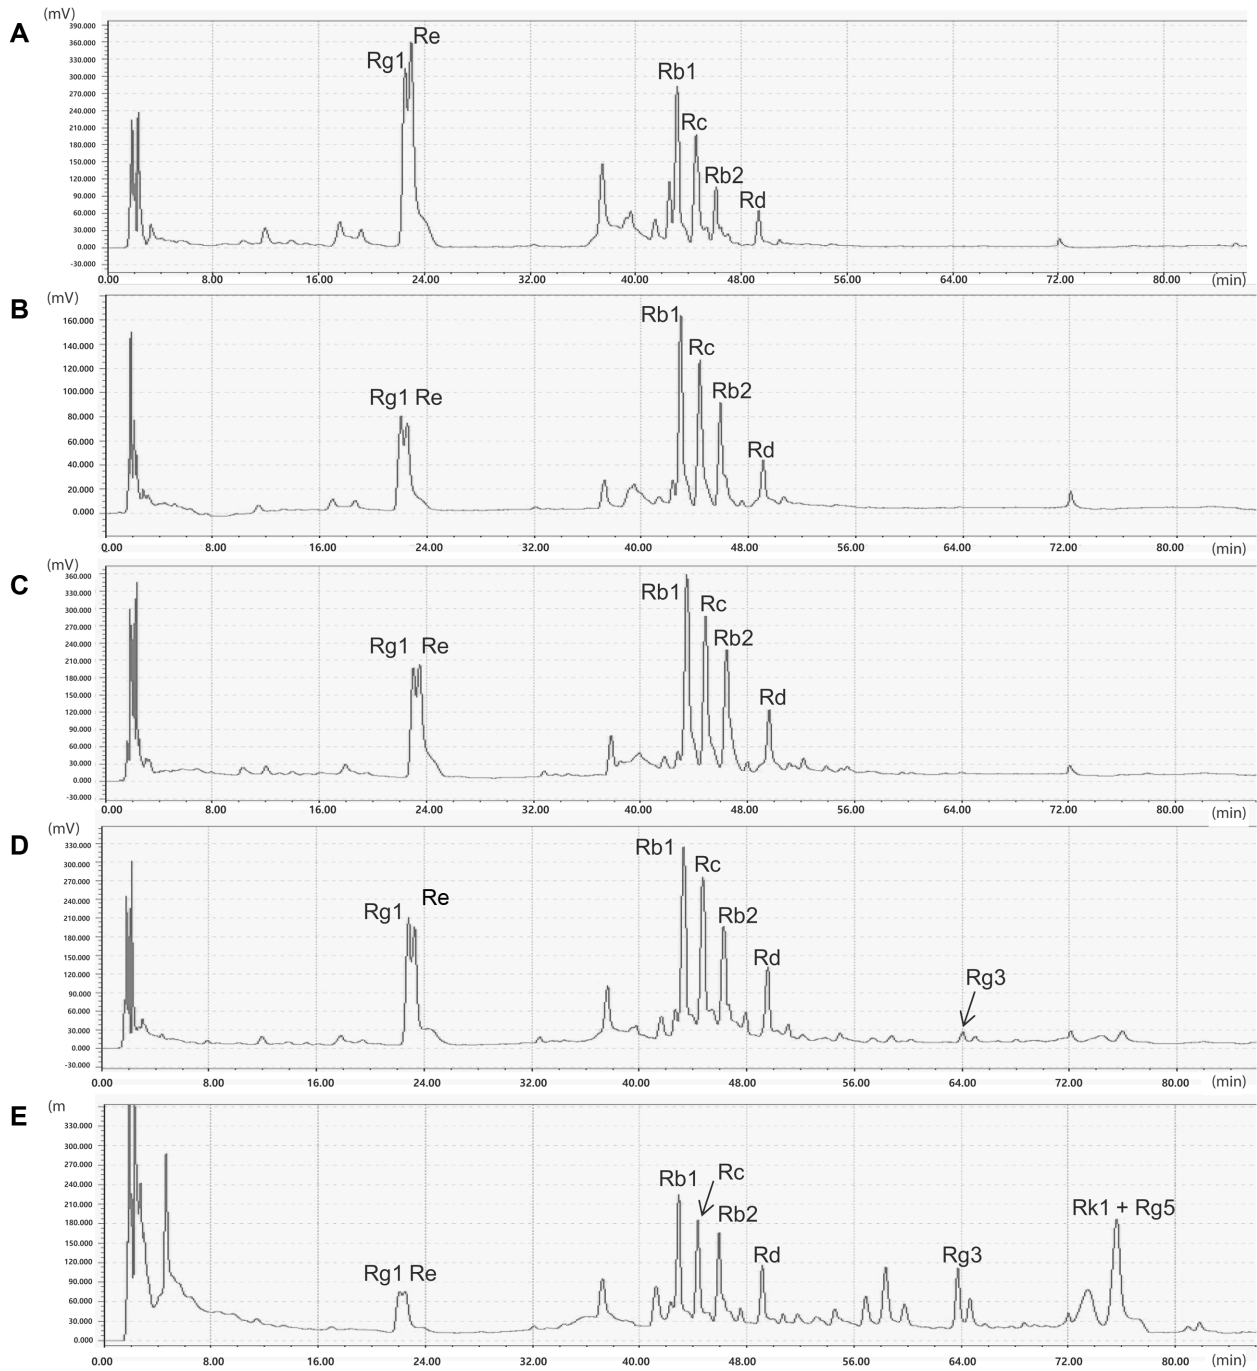 A
(mV)
390.000
360.000
330.000
300.000
270.000
240.000
210.000
180.000
150.000
120.000
90.000
60.000
30.000
0.000
-30.000
Rg1 Re
Rb1
Rc
Rb2
Rd
0.00 8.00 16.00 24.00 32.00 40.00 48.00 56.00 64.00 72.00 80.00 (min)
B
(mV)
160.000
140.000
120.000
100.000
80.000
60.000
40.000
20.000
0.000
Rg1 Re
Rb1
Rc
Rb2
Rd
0.00 8.00 16.00 24.00 32.00 40.00 48.00 56.00 64.00 72.00 80.00 (min)
C
(mV)
360.000
330.000
300.000
270.000
240.000
210.000
180.000
150.000
120.000
90.000
60.000
30.000
0.000
-30.000
Rg1 Re
Rb1
Rc
Rb2
Rd
0.00 8.00 16.00 24.00 32.00 40.00 48.00 56.00 64.00 72.00 80.00 (min)
D
(mV)
330.000
300.000
270.000
240.000
210.000
180.000
150.000
120.000
90.000
60.000
30.000
0.000
-30.000
Rg1 Re
Rb1
Rc
Rb2
Rd
Rg3
0.00 8.00 16.00 24.00 32.00 40.00 48.00 56.00 64.00 72.00 80.00 (min)
E
(m
330.000
300.000
270.000
240.000
210.000
180.000
150.000
120.000
90.000
60.000
30.000
0.000
Rg1 Re
Rb1
Rc
Rb2
Rd
Rg3
Rk1 + Rg5
0.00 8.00 16.00 24.00 32.00 40.00 48.00 56.00 64.00 72.00 80.00 (min)